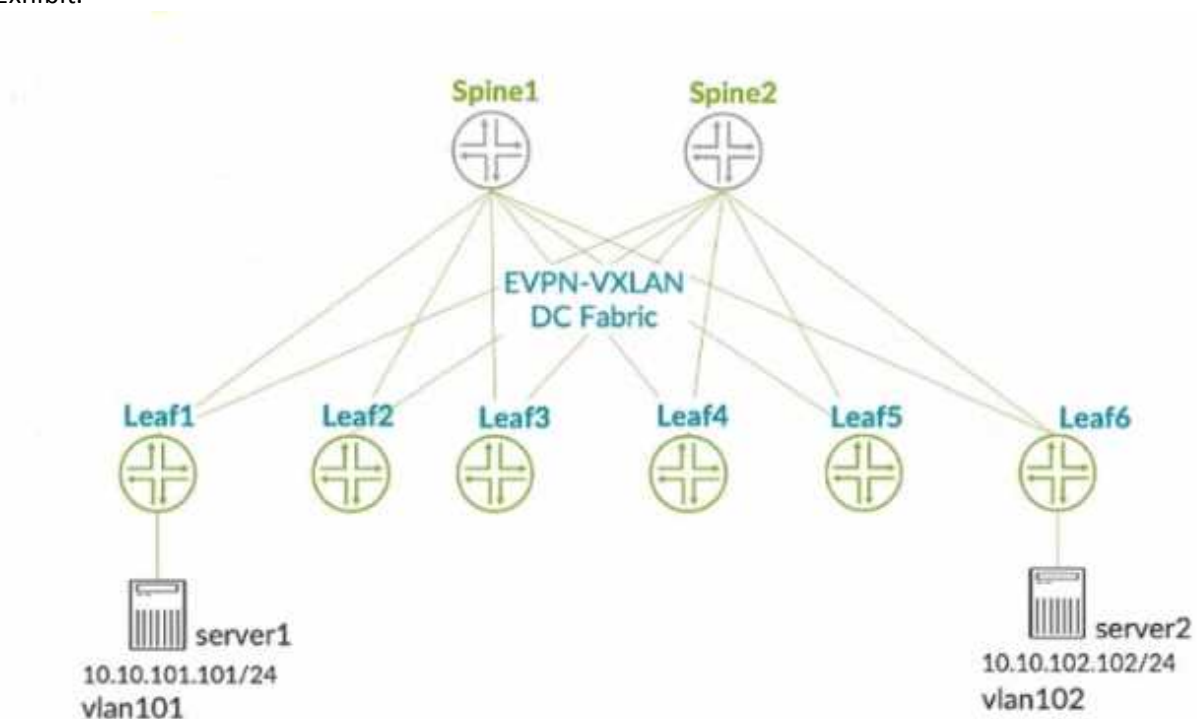 Exhibit.
Spine1
Spine2
EVPN-VXLAN
DC Fabric
Leaf1
Leaf2
Leaf3
Leaf4
Leaf5
Leaf6
server1
10.10.101.101/24
vlan101
server2
10.10.102.102/24
vlan102